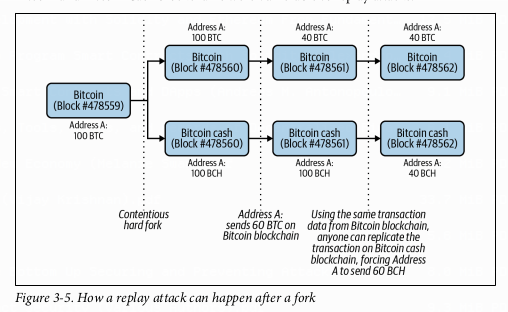 Address A:
100 BTC
Address A:
40 BTC
Address A:
40 BTC
Bitcoin
(Block #478560)
Bitcoin
(Block #478561)
Bitcoin
(Block #478562)
Bitcoin
(Block #478559)
Address A:
100 BTC
Bitcoin cash
(Block #478560)
Bitcoin cash
(Block #478561)
Bitcoin cash
(Block #478562)
Address A:
100 BCH
Address A:
100 BCH
Address A:
40 BCH
Contentious
hard fork
Address A:
sends 60 BTC on
Bitcoin blockchain
Using the same transaction
data from Bitcoin blockchain,
anyone can replicate the
transaction on Bitcoin cash
blockchain, forcing Address
A to send 60 BCH
Figure 3-5. How a replay attack can happen after a fork